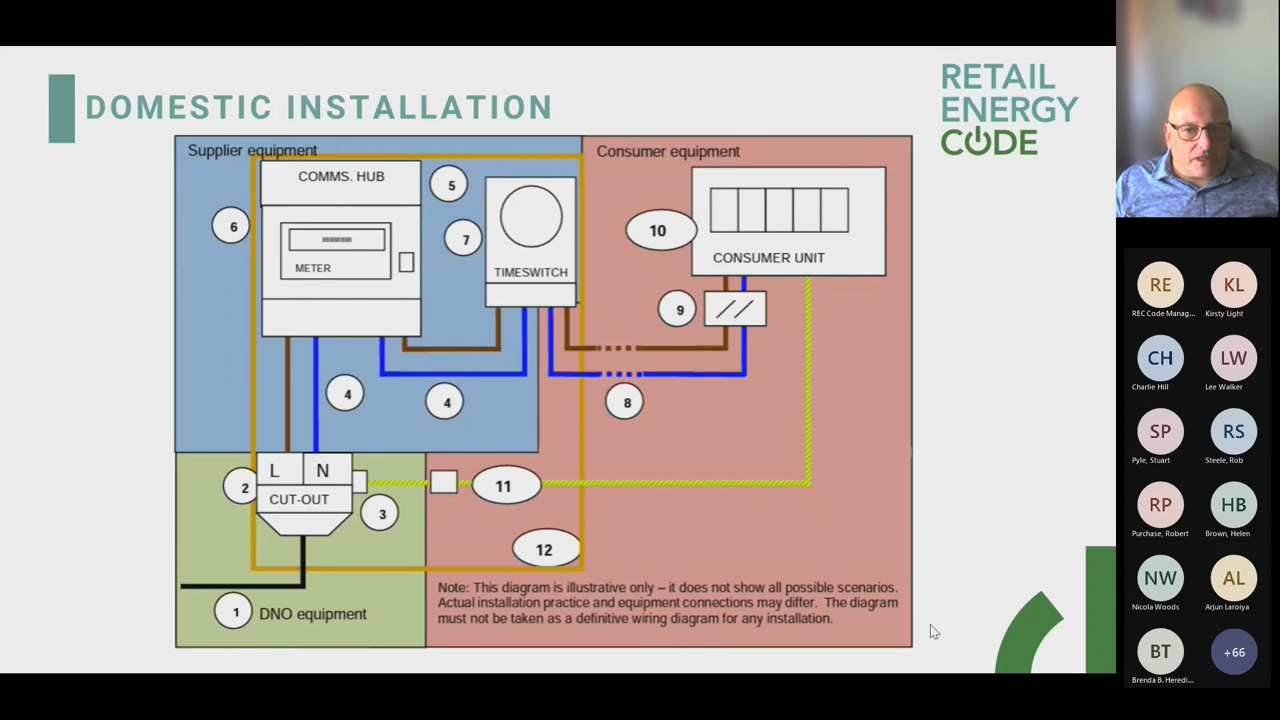 DOMESTIC INSTALLATION
RETAIL
ENERGY
CODE
Supplier equipment
Consumer equipment
COMMS. HUB
5
6
7
METER
TIMESWITCH
10
CONSUMER UNIT
9
4
4
8
L
N
2
CUT-OUT
3
11
12
1
DNO equipment
Note: This diagram is illustrative only – it does not show all possible scenarios.
Actual installation practice and equipment connections may differ. The diagram
must not be taken as a definitive wiring diagram for any installation.
RE
KL
REC Code Manag...
Kirsty Light
CH
LW
Charlie Hill
Lee Walker
SP
RS
Pyle, Stuart
Steele, Rob
RP
HB
Purchase, Robert
Brown, Helen
NW
AL
Nicola Woods
Arjun Laroiya
BT
+66
Brenda B. Heredi...